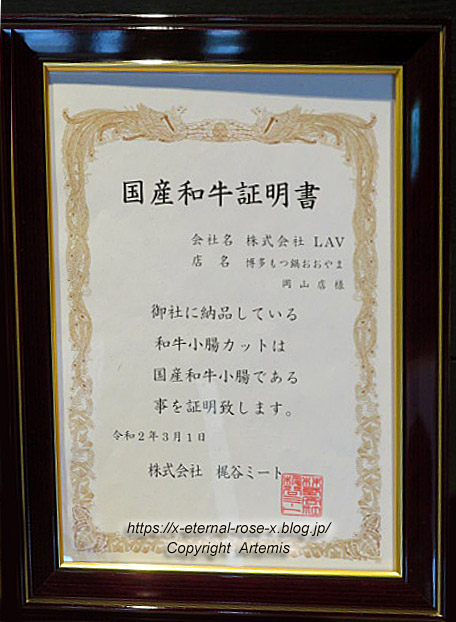 国産和牛証明書
会社名 株式会社 LAV
店名 博多もつ鍋おおやま
岡山店様
御社に納品している
和牛小腸カットは
国産和牛小腸である
事を証明致します。
令和2年3月1日
株式会社 梶谷ミート
https://x-eternal-rose-x.blog.jp/
Copyright Artemis